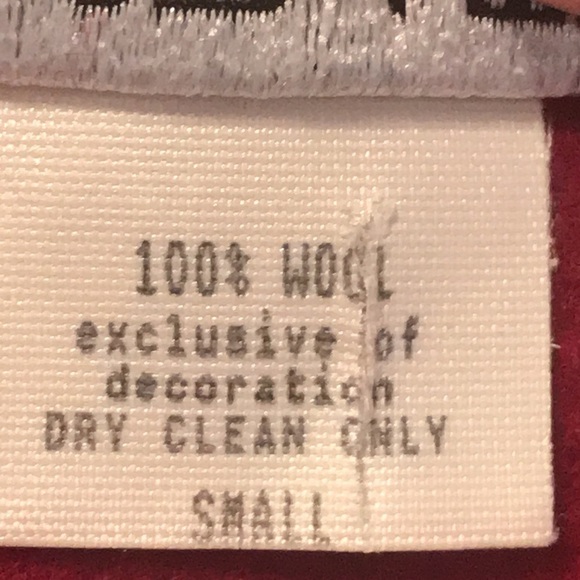 100% WOOL
exclusive of
decoration
DRY CLEAN ONLY
SMALL